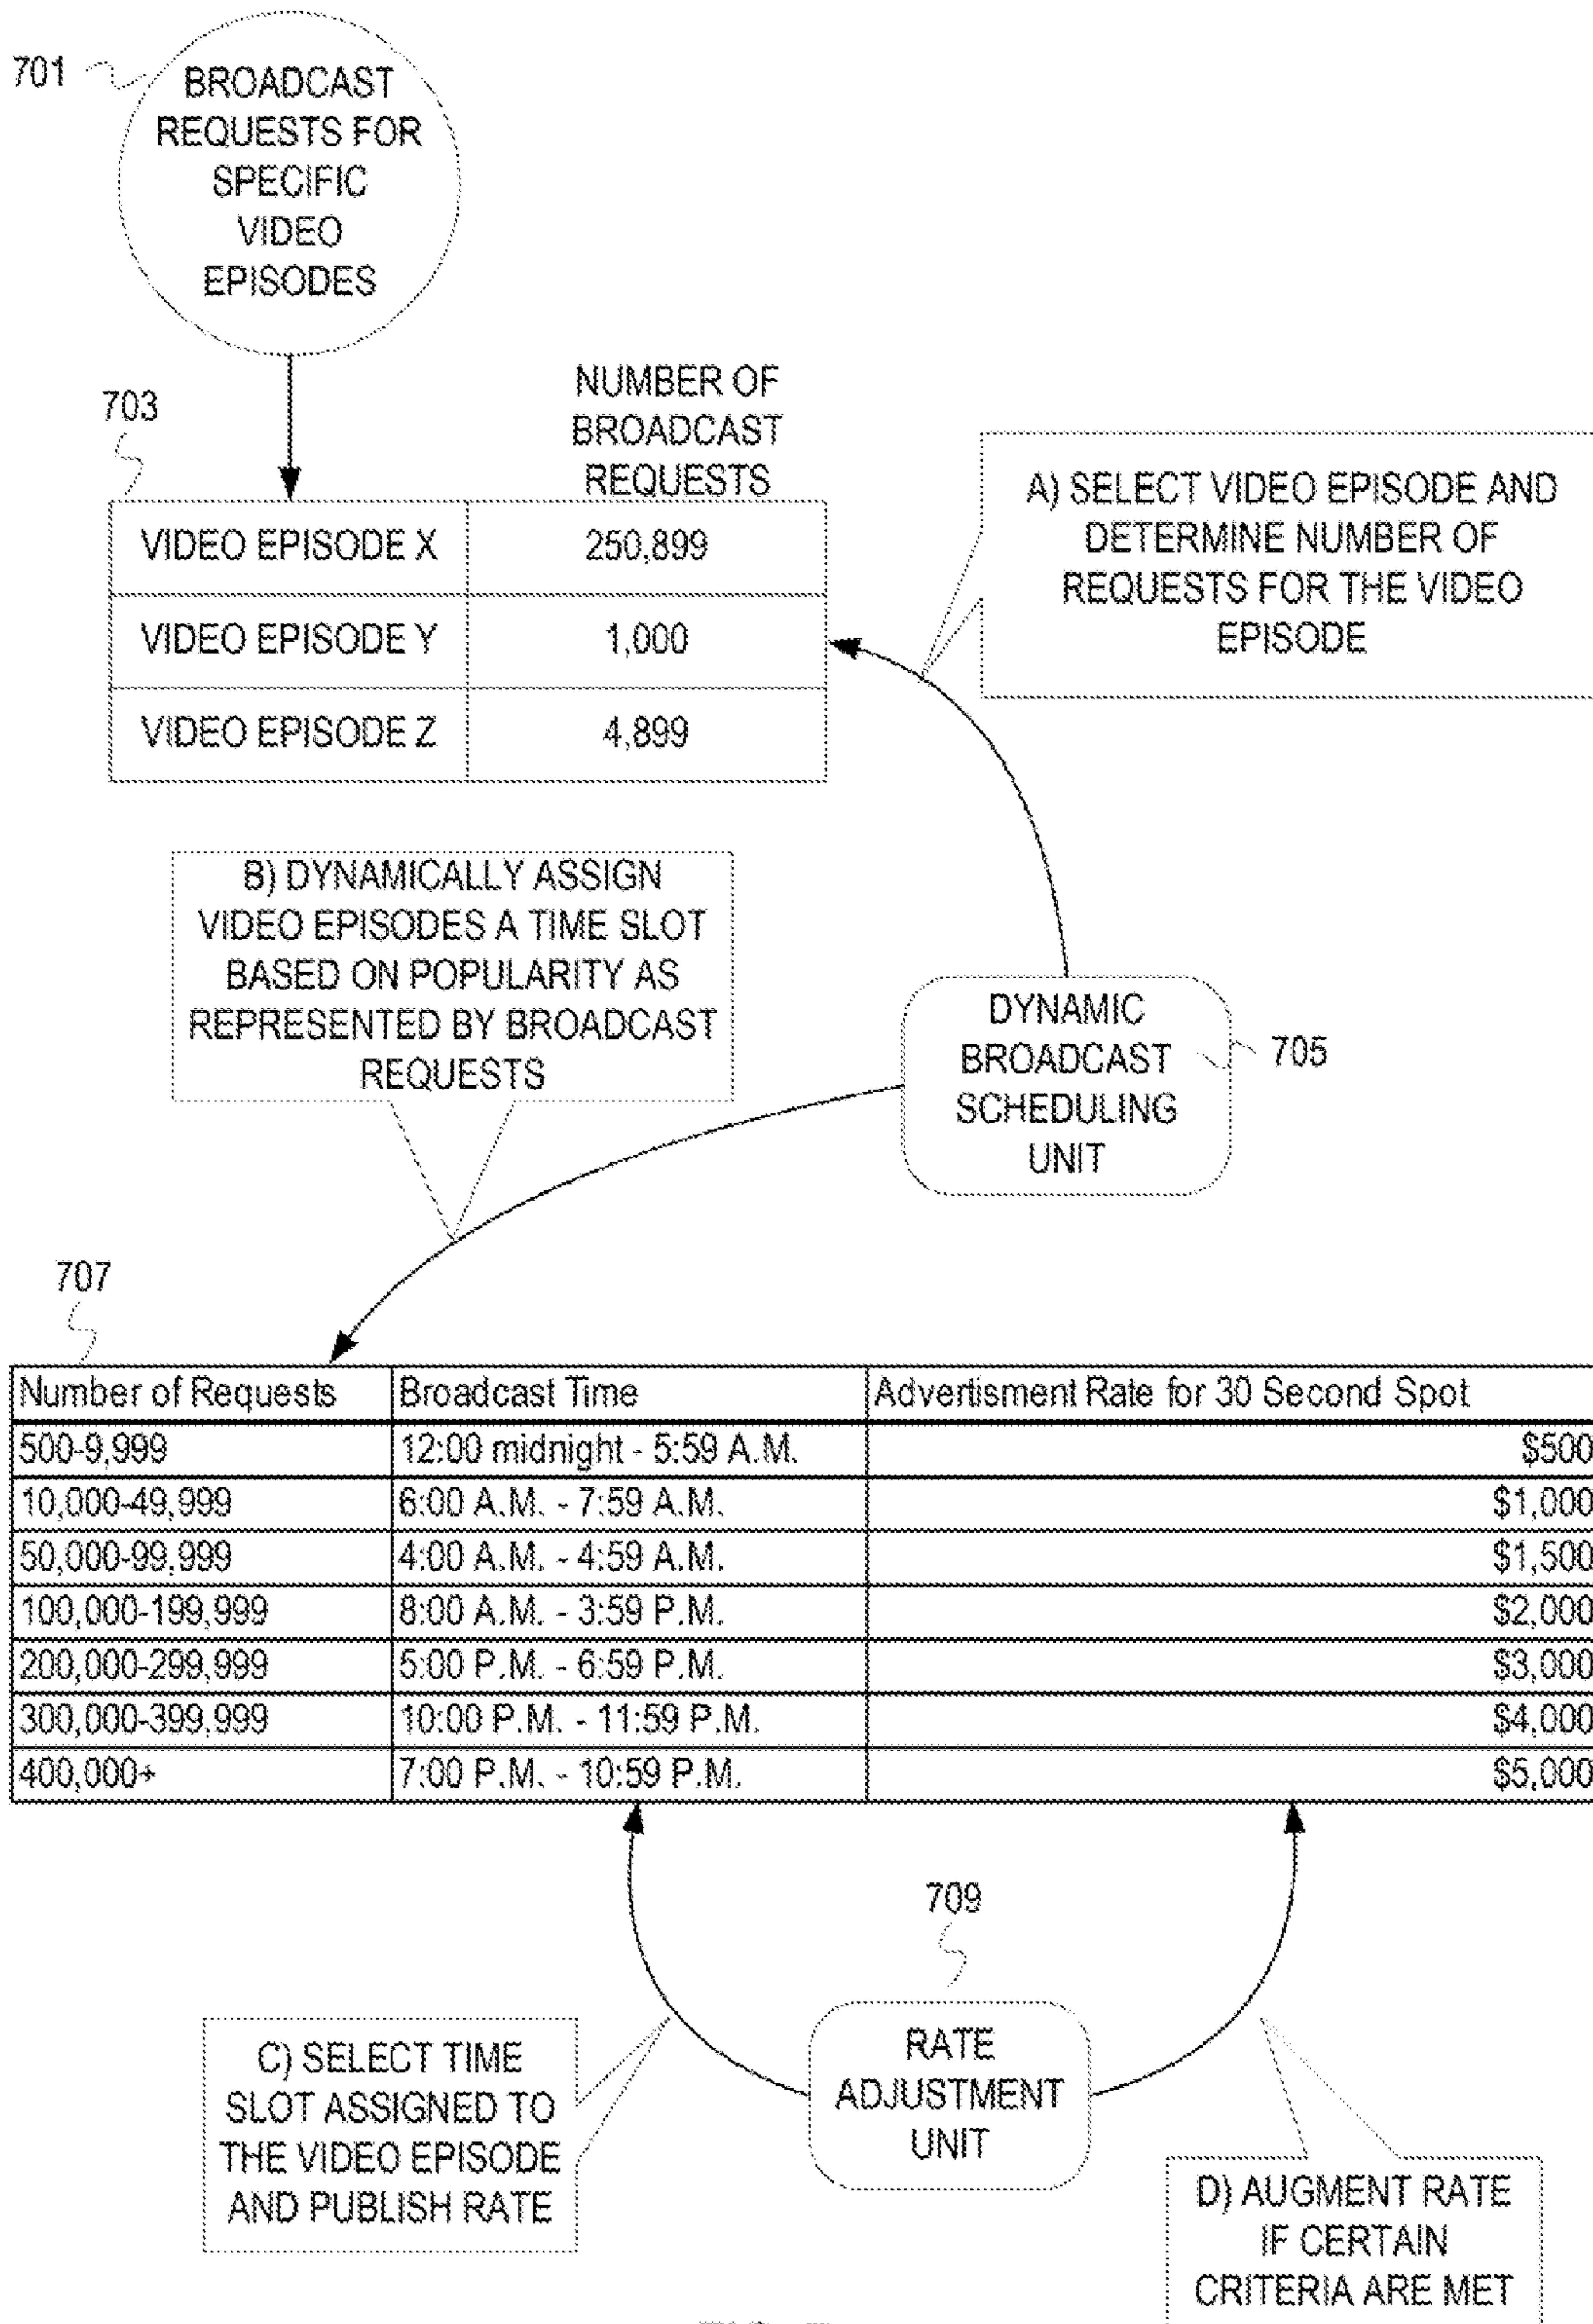 701
BROADCAST
REQUESTS FOR
SPECIFIC
VIDEO
EPISODES
703
NUMBER OF
BROADCAST
REQUESTS
VIDEO EPISODE X 250,899
VIDEO EPISODE Y 1,000
VIDEO EPISODE Z 4,899
A) SELECT VIDEO EPISODE AND
DETERMINE NUMBER OF
REQUESTS FOR THE VIDEO
EPISODE
B) DYNAMICALLY ASSIGN
VIDEO EPISODES A TIME SLOT
BASED ON POPULARITY AS
REPRESENTED BY BROADCAST
REQUESTS
DYNAMIC
BROADCAST
SCHEDULING
UNIT
705
707
Number of Requests Broadcast Time Advertisment Rate for 30 Second Spot
500-9,999 12:00 midnight - 5:59 A.M. $500
10,000-49,999 6:00 A.M. - 7:59 A.M. $1,000
50,000-99,999 4:00 A.M. - 4:59 A.M. $1,500
100,000-199,999 8:00 A.M. - 3:59 P.M. $2,000
200,000-299,999 5:00 P.M. - 6:59 P.M. $3,000
300,000-399,999 10:00 P.M. - 11:59 P.M. $4,000
400,000+ 7:00 P.M. - 10:59 P.M. $5,000
709
C) SELECT TIME
SLOT ASSIGNED TO
THE VIDEO EPISODE
AND PUBLISH RATE
RATE
ADJUSTMENT
UNIT
D) AUGMENT RATE
IF CERTAIN
CRITERIA ARE MET